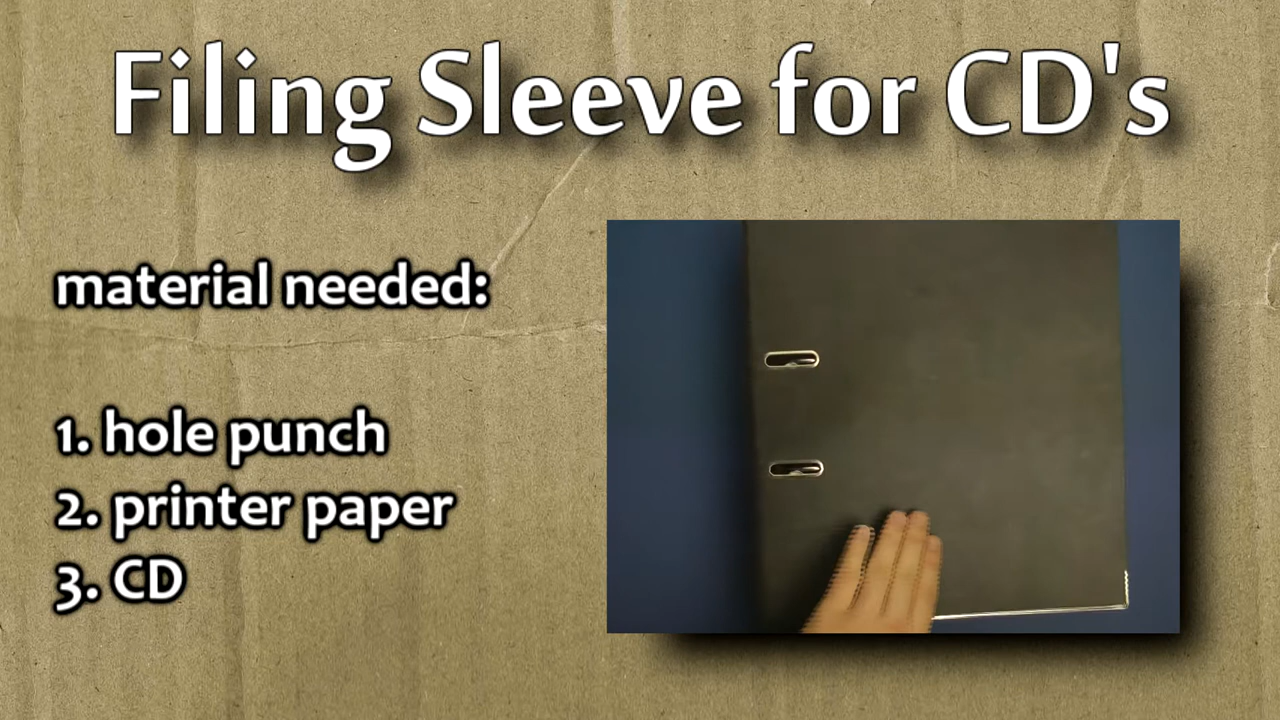 Filing Sleeve for CD's
material needed:
1. hole punch
2. printer paper
3. CD